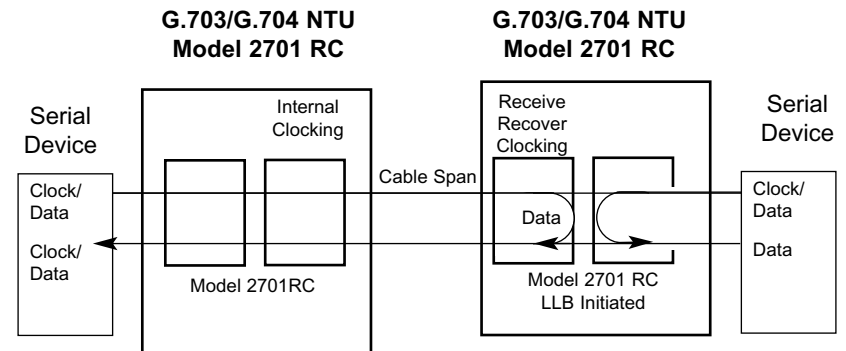 G.703/G.704 NTU
Model 2701 RC
G.703/G.704 NTU
Model 2701 RC
Serial
Device
Internal
Clocking
Receive
Recover
Clocking
Serial
Device
Clock/
Data
Clock/
Data
Cable Span
Data
Clock/
Data
Data
Model 2701RC
Model 2701 RC
LLB Initiated